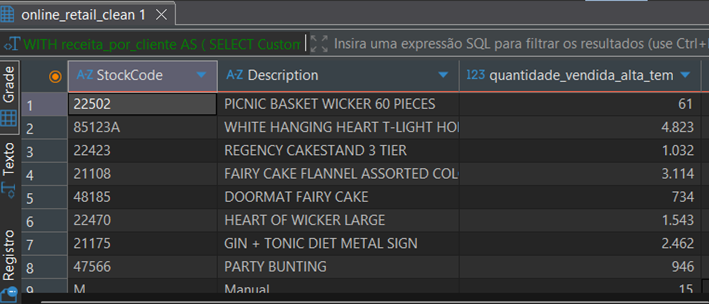 online_retail_clean 1
WITH receita_por_cliente AS ( SELECT Custom Insira uma expressão SQL para filtrar os resultados (use Ctrl+
Grade
Texto
Registro
A-Z StockCode A-Z Description 123 quantidade_vendida_alta_tem
1 22502 PICNIC BASKET WICKER 60 PIECES 61
2 85123A WHITE HANGING HEART T-LIGHT HO 4.823
3 22423 REGENCY CAKESTAND 3 TIER 1.032
4 21108 FAIRY CAKE FLANNEL ASSORTED COL 3.114
5 48185 DOORMAT FAIRY CAKE 734
6 22470 HEART OF WICKER LARGE 1.543
7 21175 GIN + TONIC DIET METAL SIGN 2.462
8 47566 PARTY BUNTING 946
9 M Manual 15